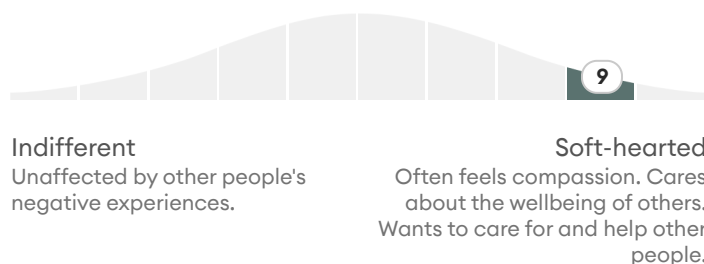 9
Indifferent
Unaffected by other people's
negative experiences.
Soft-hearted
Often feels compassion. Cares
about the wellbeing of others.
Wants to care for and help other
people.